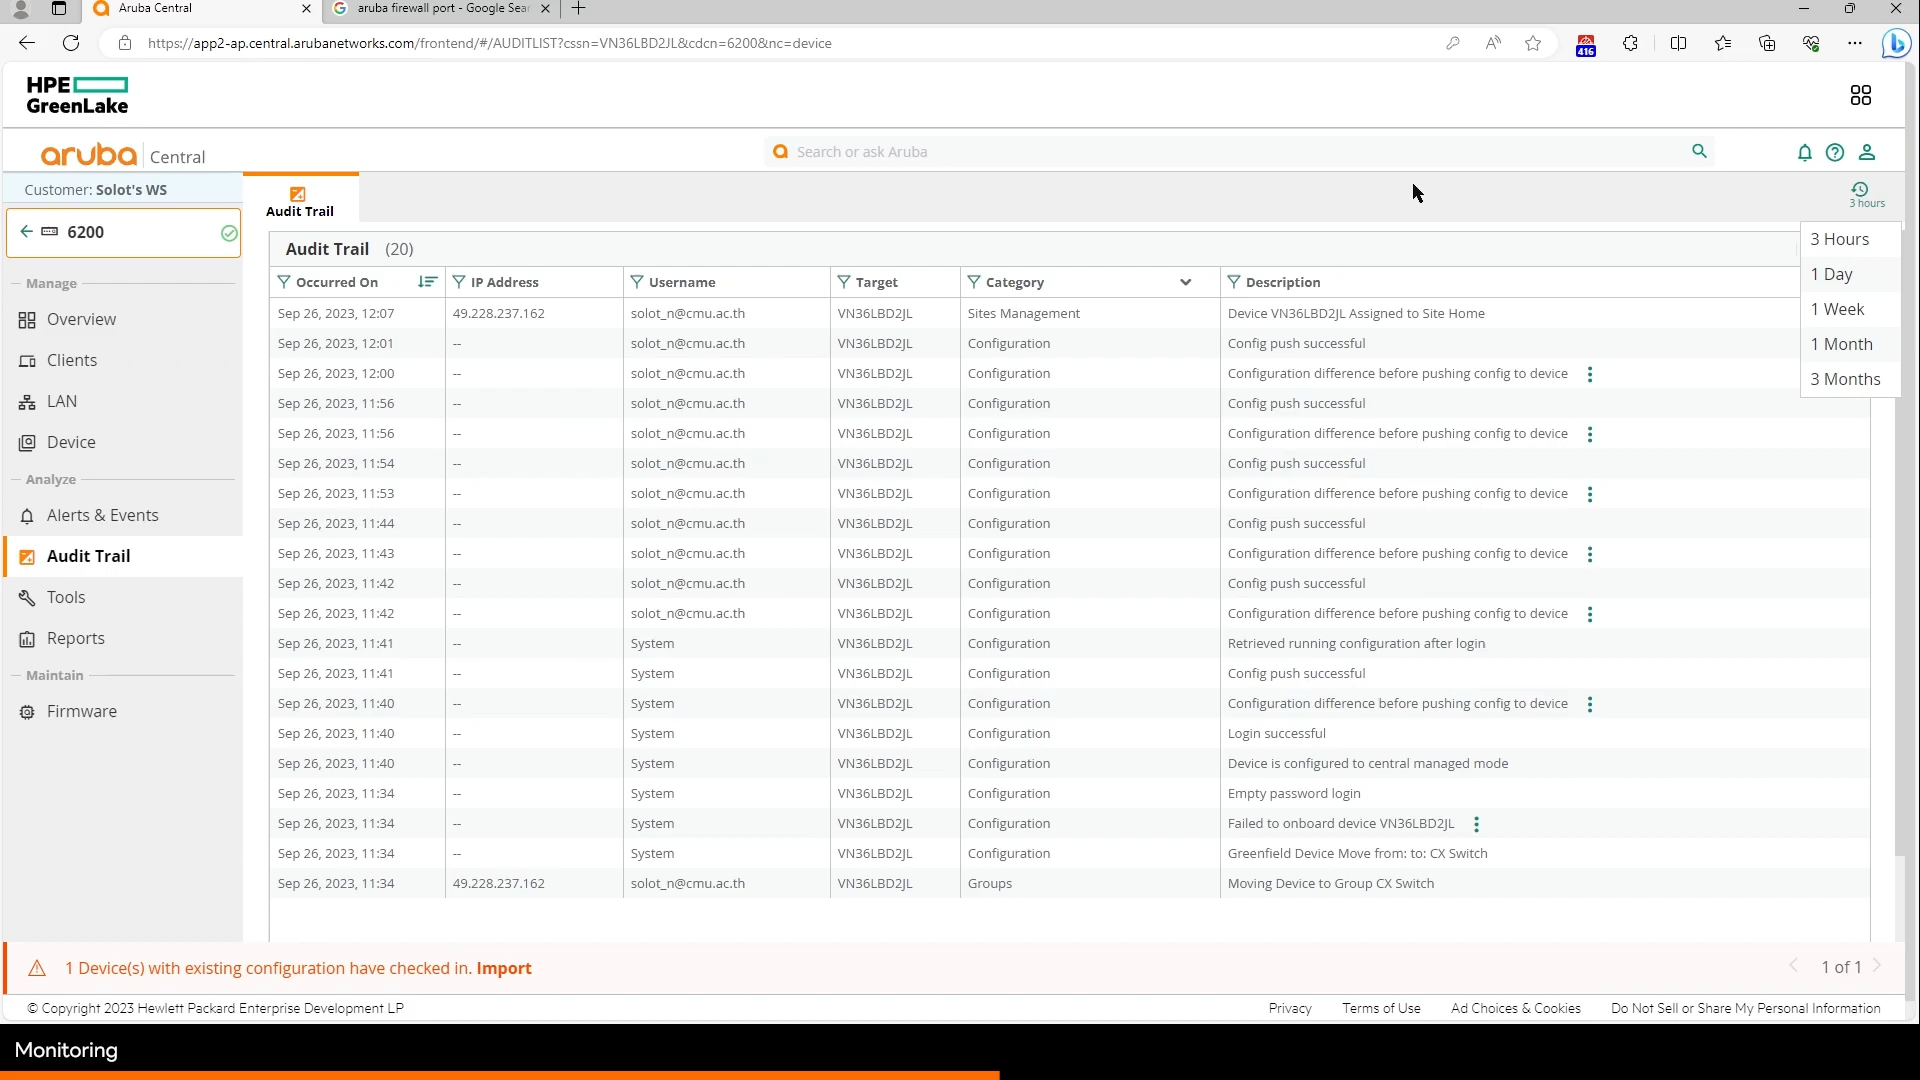 Aruba Central
aruba firewall port - Google Sear
https://app2-ap.central.arubanetworks.com/frontend/#/AUDITLIST?cssn=VN36LBD2JL&cdcn=6200&nc=device
416
HPE
GreenLake
aruba Central
Search or ask Aruba
Customer: Solot's WS
Audit Trail
3 hours
6200
Audit Trail (20)
3 Hours
1 Day
1 Week
1 Month
3 Months
Occurred On IP Address Username Target Category Description
Sep 26, 2023, 12:07 49.228.237.162 solot_n@cmu.ac.th VN36LBD2JL Sites Management Device VN36LBD2JL Assigned to Site Home
Sep 26, 2023, 12:01 -- solot_n@cmu.ac.th VN36LBD2JL Configuration Config push successful
Sep 26, 2023, 12:00 -- solot_n@cmu.ac.th VN36LBD2JL Configuration Configuration difference before pushing config to device
Sep 26, 2023, 11:56 -- solot_n@cmu.ac.th VN36LBD2JL Configuration Config push successful
Sep 26, 2023, 11:56 -- solot_n@cmu.ac.th VN36LBD2JL Configuration Configuration difference before pushing config to device
Sep 26, 2023, 11:54 -- solot_n@cmu.ac.th VN36LBD2JL Configuration Config push successful
Sep 26, 2023, 11:53 -- solot_n@cmu.ac.th VN36LBD2JL Configuration Configuration difference before pushing config to device
Sep 26, 2023, 11:44 -- solot_n@cmu.ac.th VN36LBD2JL Configuration Config push successful
Sep 26, 2023, 11:43 -- solot_n@cmu.ac.th VN36LBD2JL Configuration Configuration difference before pushing config to device
Sep 26, 2023, 11:42 -- solot_n@cmu.ac.th VN36LBD2JL Configuration Config push successful
Sep 26, 2023, 11:42 -- solot_n@cmu.ac.th VN36LBD2JL Configuration Configuration difference before pushing config to device
Sep 26, 2023, 11:41 -- System VN36LBD2JL Configuration Retrieved running configuration after login
Sep 26, 2023, 11:41 -- System VN36LBD2JL Configuration Config push successful
Sep 26, 2023, 11:40 -- System VN36LBD2JL Configuration Configuration difference before pushing config to device
Sep 26, 2023, 11:40 -- System VN36LBD2JL Configuration Login successful
Sep 26, 2023, 11:40 -- System VN36LBD2JL Configuration Device is configured to central managed mode
Sep 26, 2023, 11:34 -- System VN36LBD2JL Configuration Empty password login
Sep 26, 2023, 11:34 -- System VN36LBD2JL Configuration Failed to onboard device VN36LBD2JL
Sep 26, 2023, 11:34 -- System VN36LBD2JL Configuration Greenfield Device Move from: to: CX Switch
Sep 26, 2023, 11:34 49.228.237.162 solot_n@cmu.ac.th VN36LBD2JL Groups Moving Device to Group CX Switch
Manage
Overview
Clients
LAN
Device
Analyze
Alerts & Events
Audit Trail
Tools
Reports
Maintain
Firmware
1 Device(s) with existing configuration have checked in. Import
1 of 1
© Copyright 2023 Hewlett Packard Enterprise Development LP
Privacy Terms of Use Ad Choices & Cookies Do Not Sell or Share My Personal Information
Monitoring